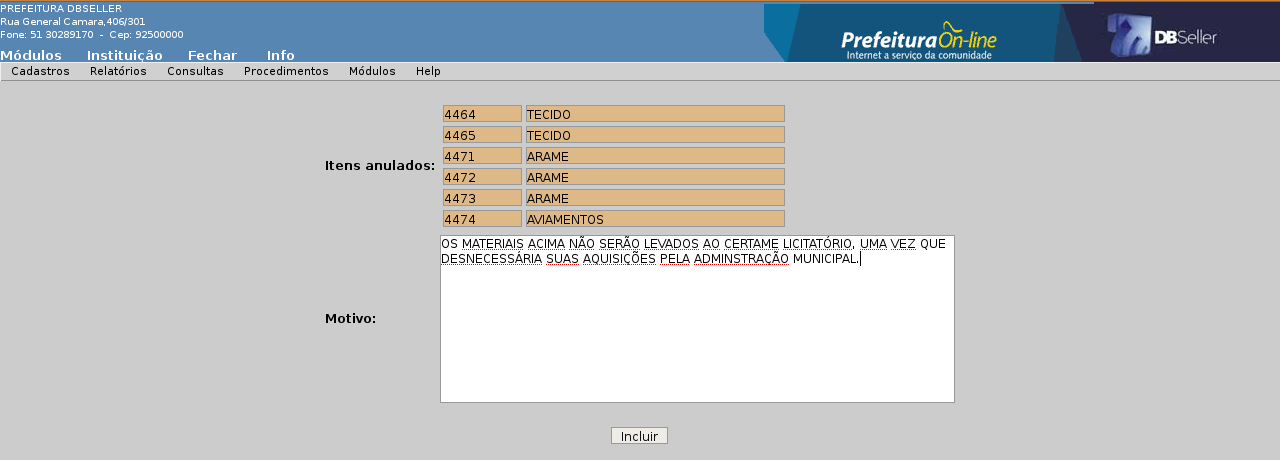 PREFEITURA DBSELLER
Rua General Camara,406/301
Fone: 51 30289170 - Cep: 92500000
Módulos Instituição Fechar Info
Prefeitura On-line
Internet a serviço da comunidade
DBSeller
Cadastros Relatórios Consultas Procedimentos Módulos Help
Itens anulados:
4464 TECIDO
4465 TECIDO
4471 ARAME
4472 ARAME
4473 ARAME
4474 AVIAMENTOS
Motivo:
OS MATERIAIS ACIMA NÃO SERÃO LEVADOS AO CERTAME LICITATÓRIO, UMA VEZ QUE
DESNECESSÁRIA SUAS AQUISIÇÕES PELA ADMINSTRAÇÃO MUNICIPAL.
Incluir